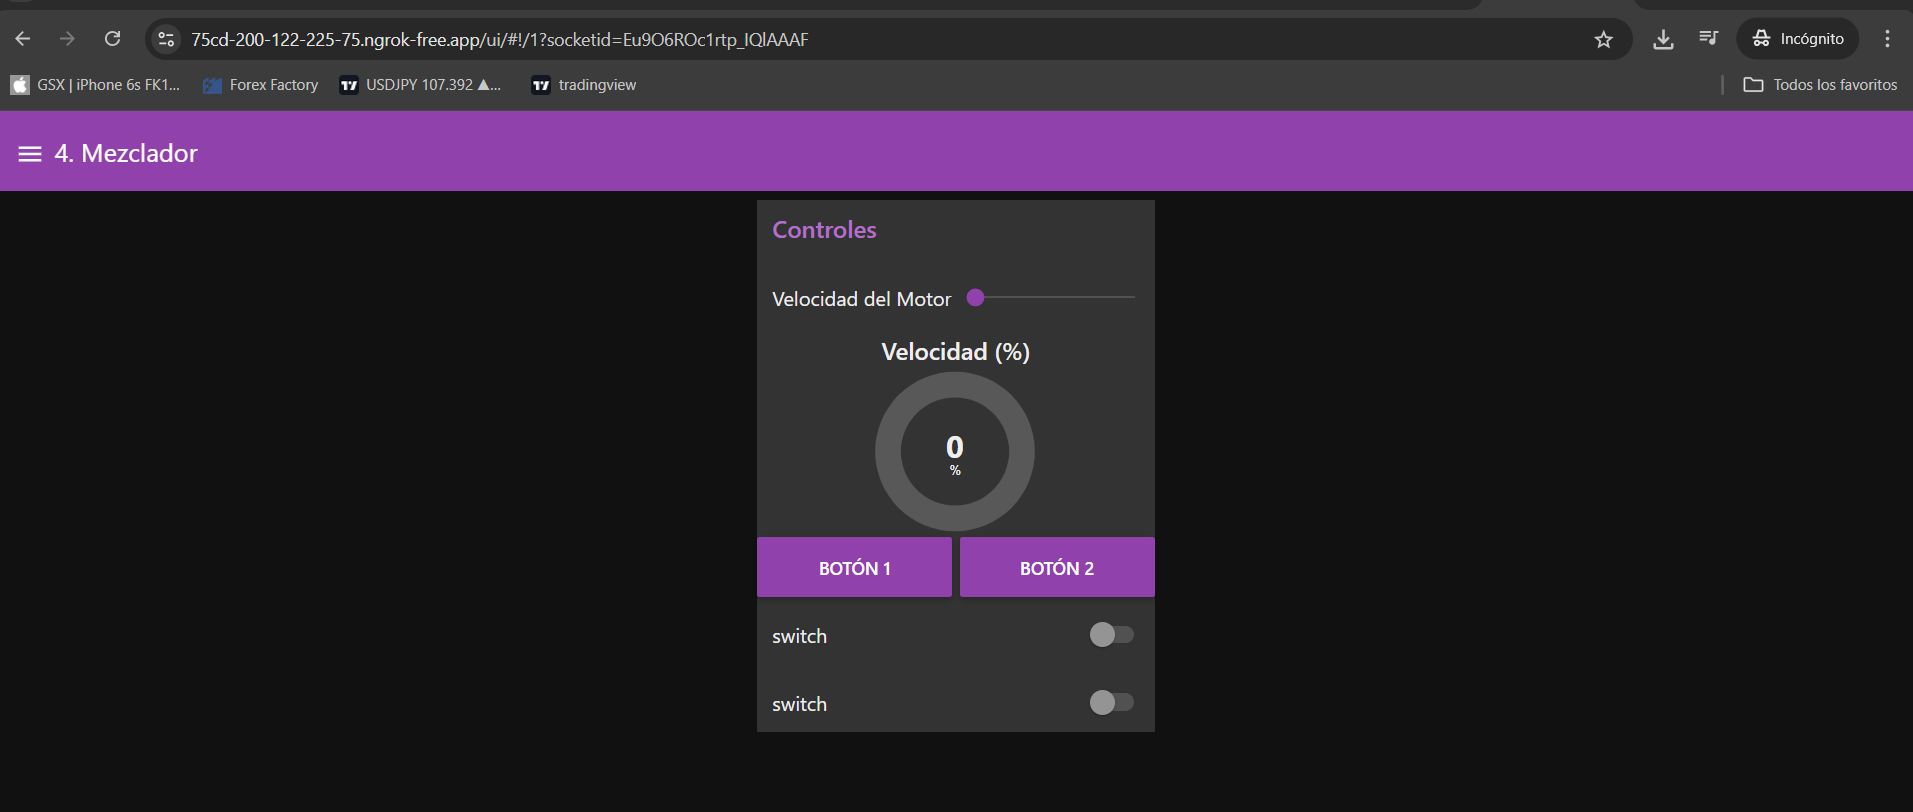 75cd-200-122-225-75.ngrok-free.app/ui/#!/1?socketid=Eu9O6ROc1rtp_IQlAAAF
Incógnito
GSX | iPhone 6s FK1... Forex Factory USDJPY 107.392 ▲... tradingview Todos los favoritos
4. Mezclador
Controles
Velocidad del Motor
Velocidad (%)
0
%
BOTÓN 1 BOTÓN 2
switch
switch